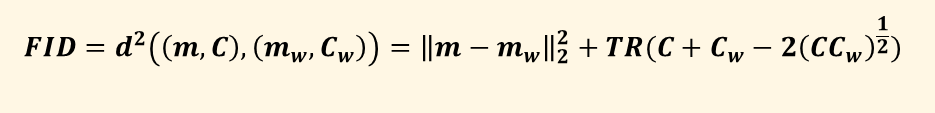 FID = d²((m, C), (m_w, C_w)) = ‖m − m_w‖₂² + TR(C + C_w − 2(CC_w)^{1/2})